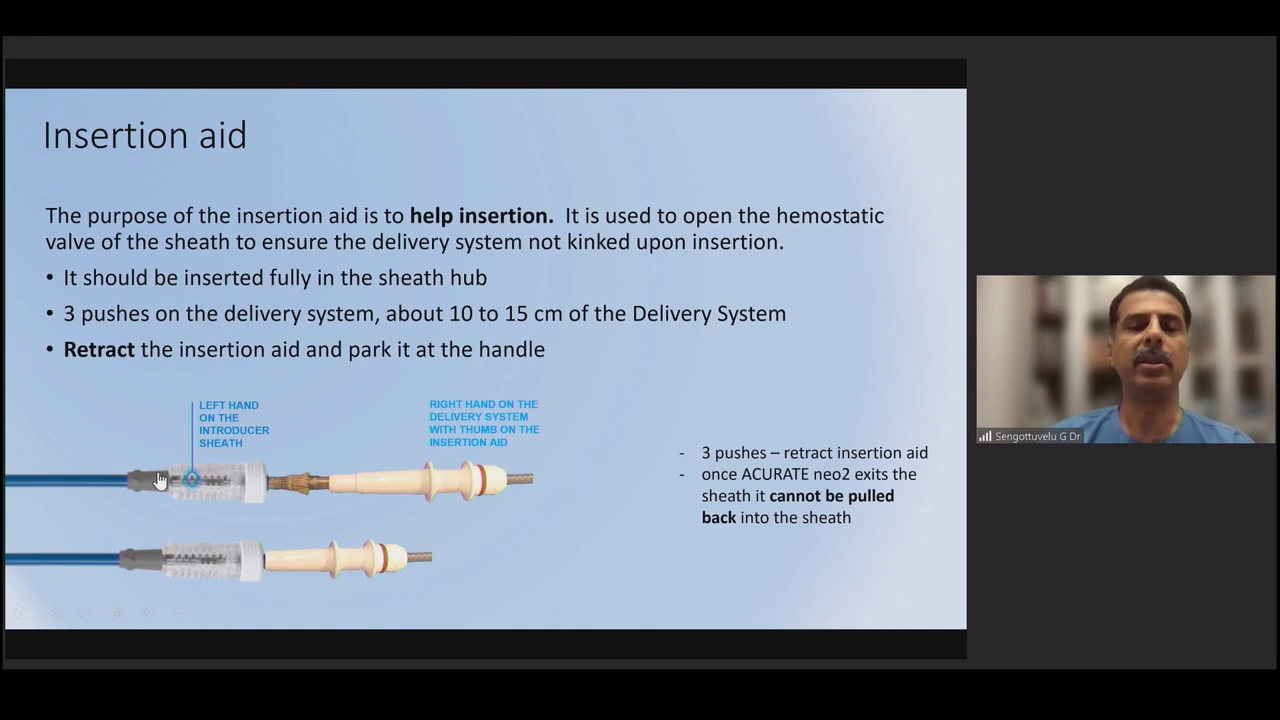 Insertion aid
The purpose of the insertion aid is to help insertion. It is used to open the hemostatic
valve of the sheath to ensure the delivery system not kinked upon insertion.
• It should be inserted fully in the sheath hub
• 3 pushes on the delivery system, about 10 to 15 cm of the Delivery System
• Retract the insertion aid and park it at the handle
LEFT HAND
ON THE
INTRODUCER
SHEATH
RIGHT HAND ON THE
DELIVERY SYSTEM
WITH THUMB ON THE
INSERTION AID
- 3 pushes – retract insertion aid
- once ACURATE neo2 exits the
sheath it cannot be pulled
back into the sheath
Sengottuvelu G Dr